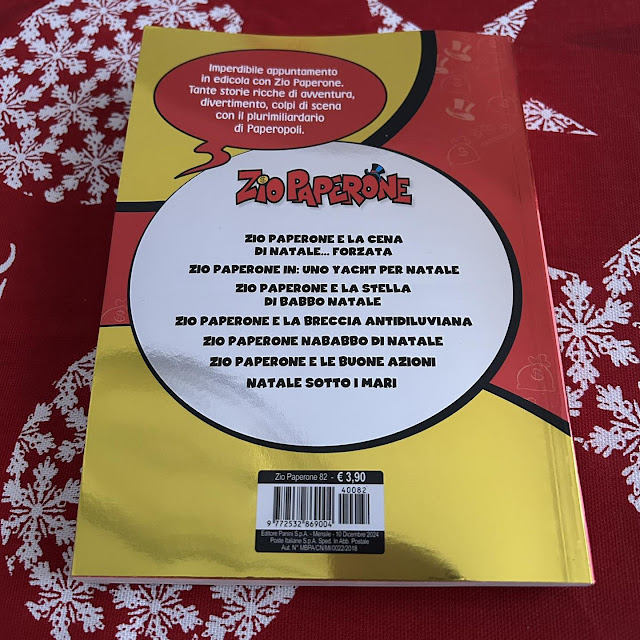 Imperdibile appuntamento
in edicola con Zio Paperone.
Tante storie ricche di avventura,
divertimento, colpi di scena
con il plurimiliardario
di Paperopoli.
ZIO PAPERONE
ZIO PAPERONE E LA CENA
DI NATALE... FORZATA
ZIO PAPERONE IN: UNO YACHT PER NATALE
ZIO PAPERONE E LA STELLA
DI BABBO NATALE
ZIO PAPERONE E LA BRECCIA ANTIDILUVIANA
ZIO PAPERONE NABABBO DI NATALE
ZIO PAPERONE E LE BUONE AZIONI
NATALE SOTTO I MARI
Zio Paperone 82 - € 3,90
40082
9 772532 869004
Editore Panini S.p.A. - Mensile - 10 Dicembre 2024
Poste Italiane S.p.A. Sped. in Abb. Postale
Aut. N° MBPA/CN/MI/0022/2018